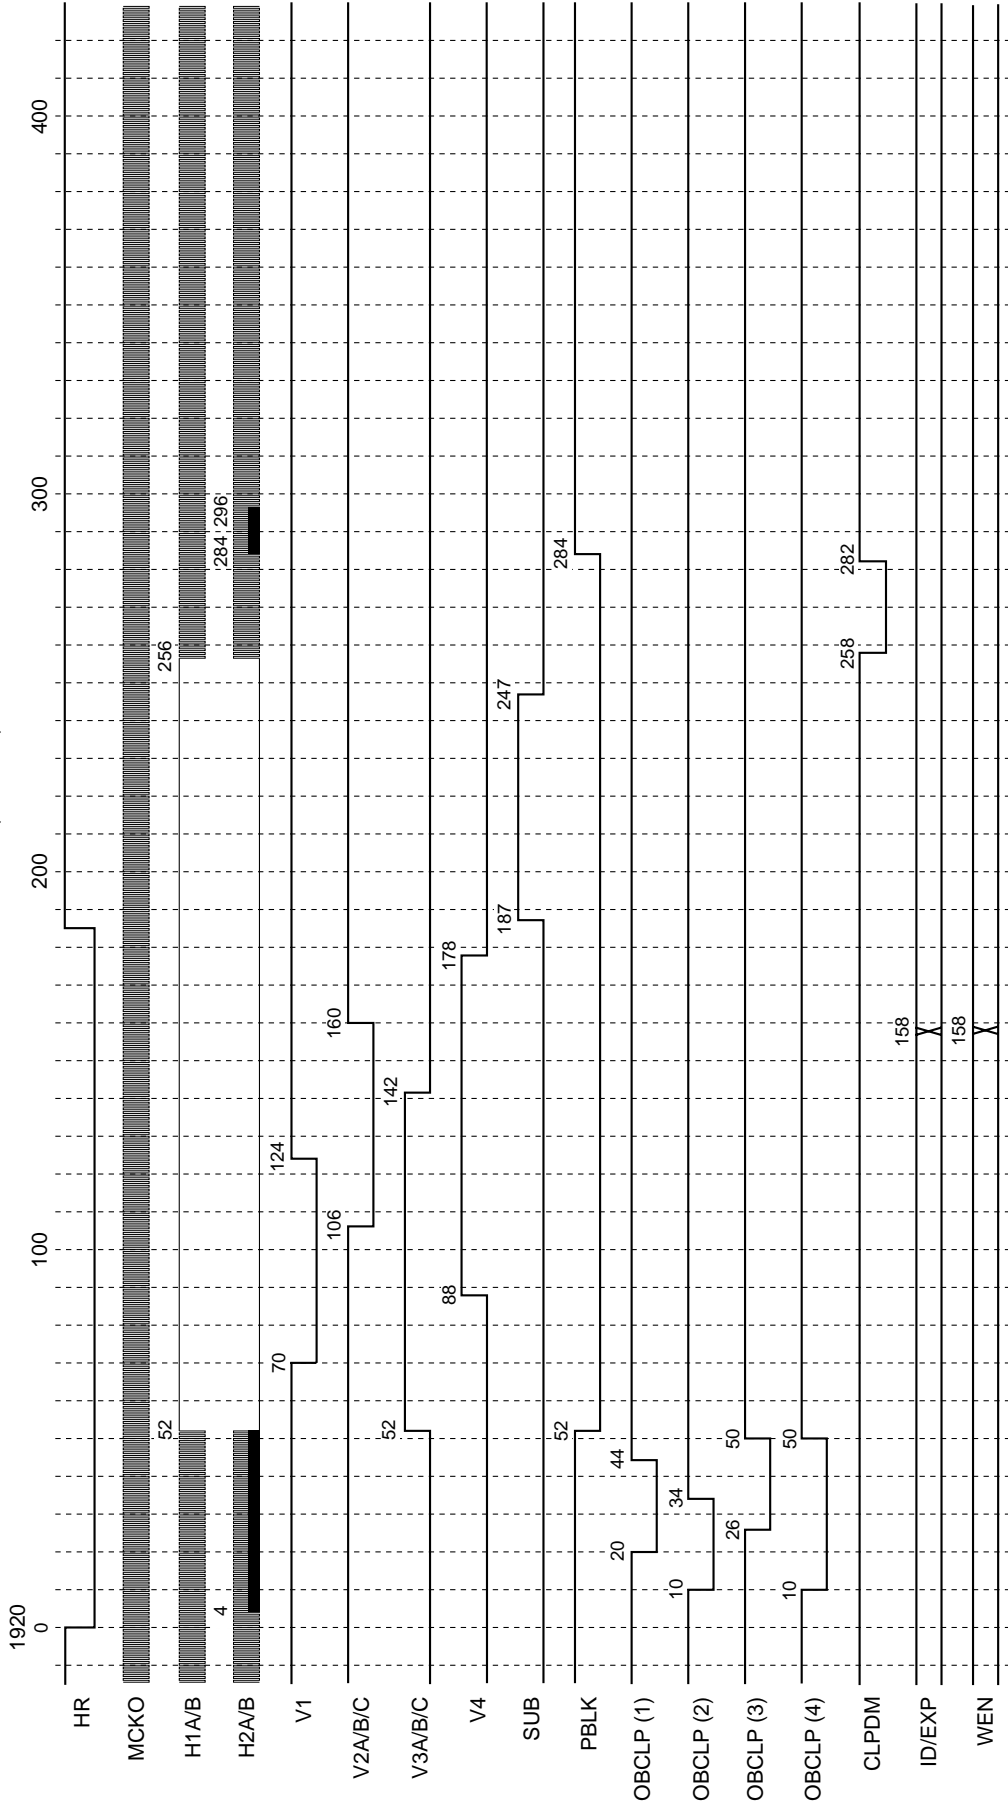 1920
0
100
200
300
400
HR
MCKO
H1A/B
52
256
H2A/B
4
284
296
V1
70
124
V2A/B/C
106
160
V3A/B/C
52
142
V4
88
178
SUB
187
247
PBLK
52
284
OBCLP (1)
20
44
OBCLP (2)
10
34
OBCLP (3)
26
50
OBCLP (4)
10
50
CLPDM
258
282
ID/EXP
158
WEN
158